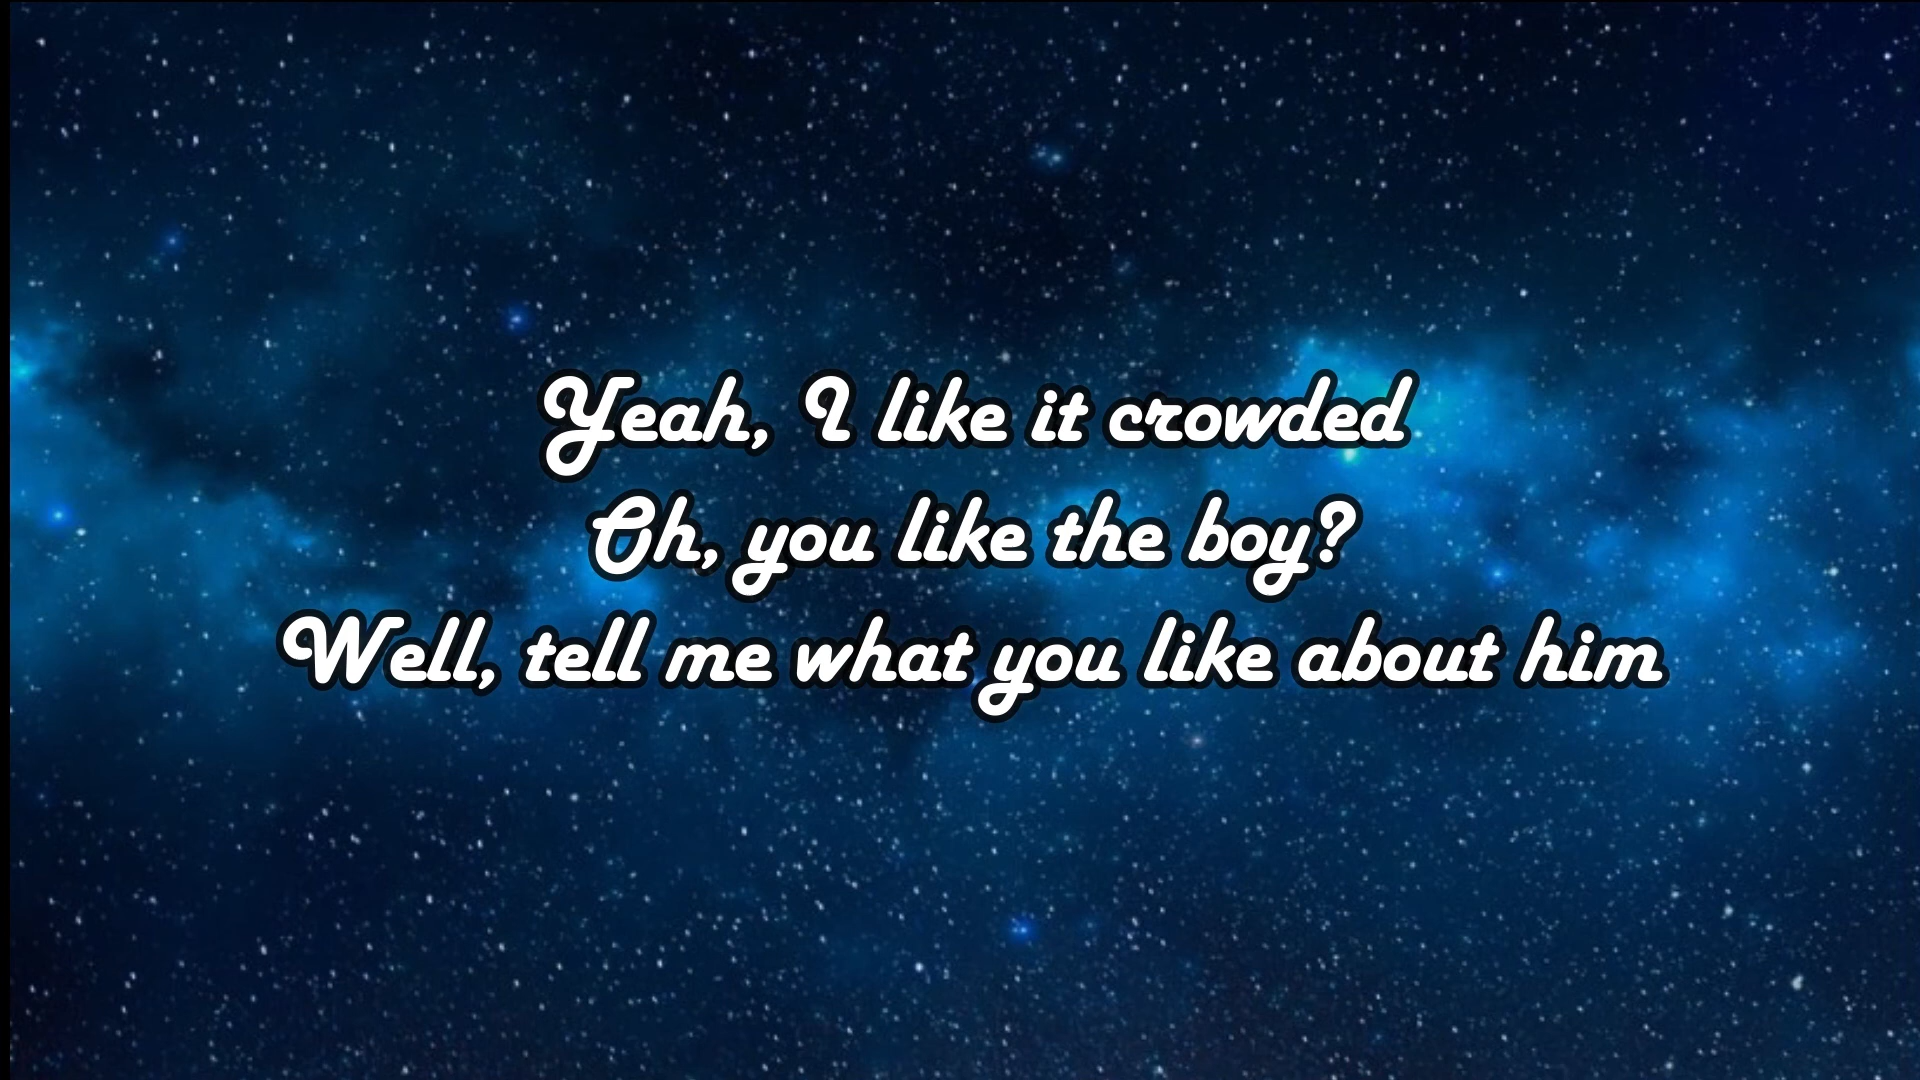 Yeah, I like it crowded
Oh, you like the boy?
Well, tell me what you like about him